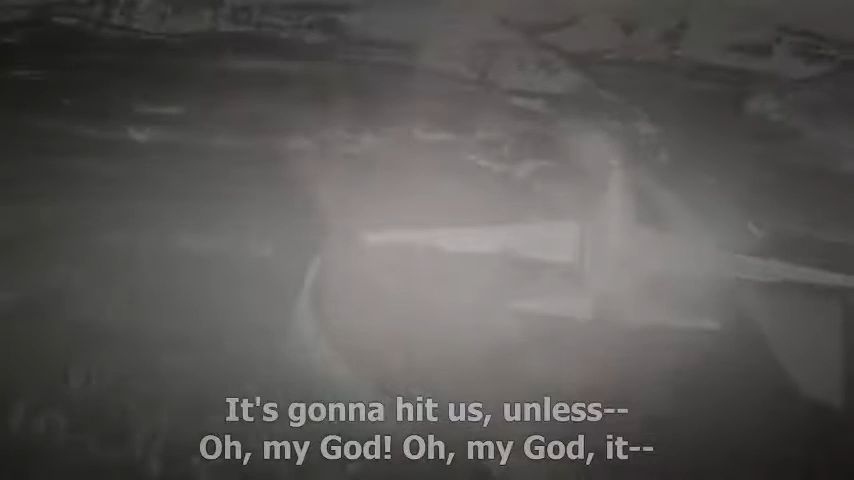 It's gonna hit us, unless--
Oh, my God! Oh, my God, it--